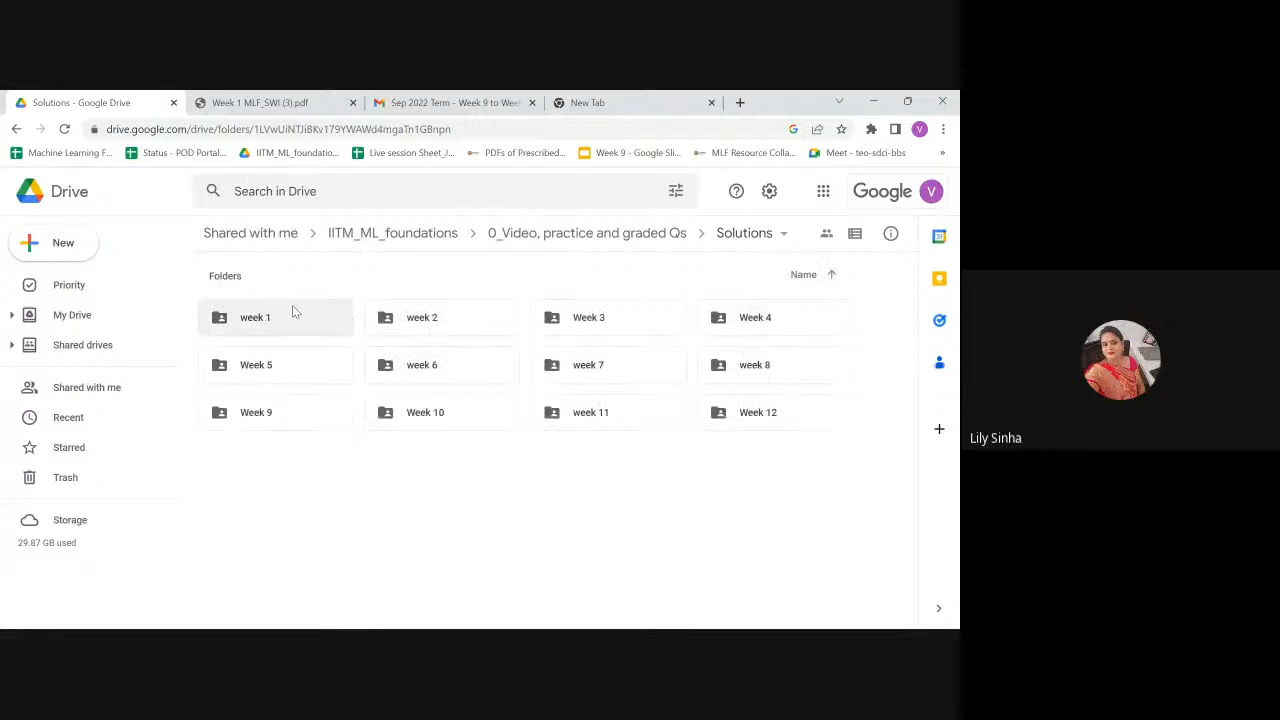 Solutions - Google Drive
Week 1 MLF_SWI (3).pdf
Sep 2022 Term - Week 9 to Wee
New Tab
drive.google.com/drive/folders/1LVwUiNTJiBKv179YWAWd4mgaTn1GBnpn
Machine Learning F...
Status - POD Portal...
IITM_ML_foundatio...
Live session Sheet_J...
PDFs of Prescribed...
Week 9 - Google Sli...
MLF Resource Colla...
Meet - teo-sdci-bbs
»
Drive
Search in Drive
Google
V
New
Shared with me > IITM_ML_foundations > 0_Video, practice and graded Qs > Solutions
Folders
Name
Priority
My Drive
Shared drives
Shared with me
Recent
Starred
Trash
Storage
29.87 GB used
week 1
week 2
Week 3
Week 4
Week 5
week 6
week 7
week 8
Week 9
Week 10
week 11
Week 12
Lily Sinha